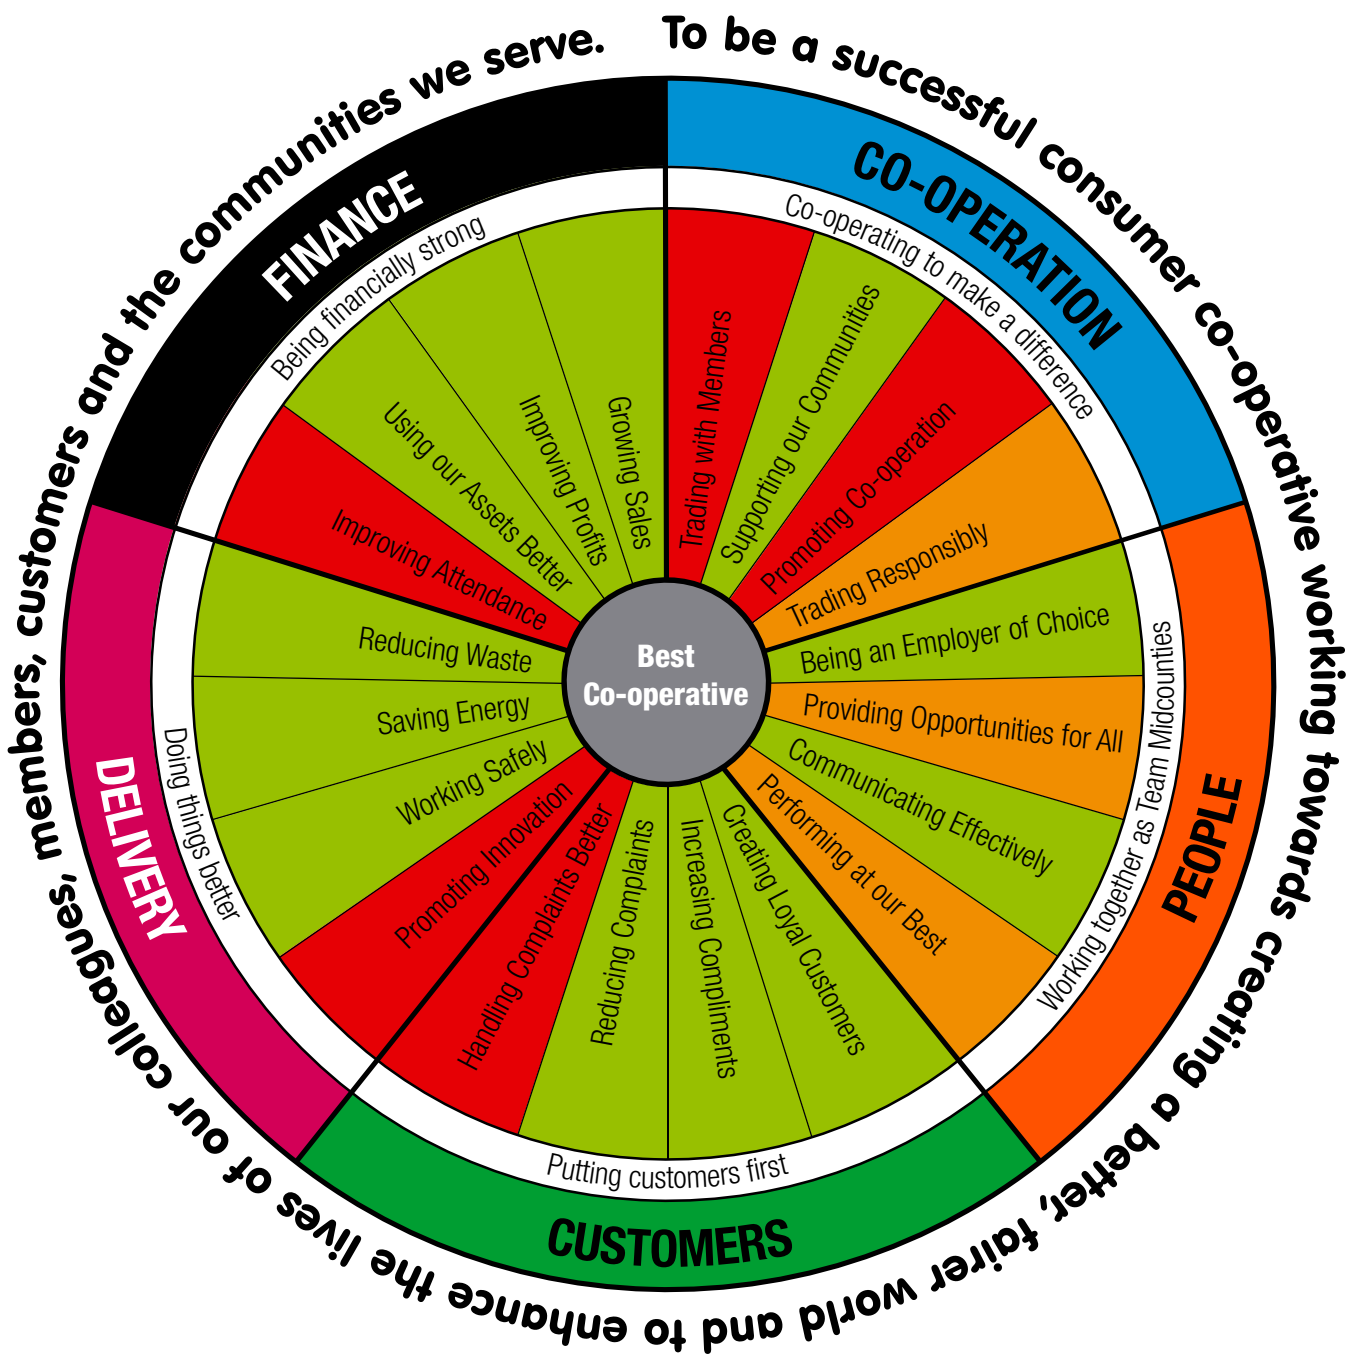 To be a successful consumer co-operative working towards creating a better, fairer world and to enhance the lives of our colleagues, members, customers and the communities we serve.
CO-OPERATION
Co-operating to make a difference
Trading with Members
Supporting our Communities
Promoting Co-operation
Trading Responsibly
PEOPLE
Working together as Team Midcounties
Being an Employer of Choice
Providing Opportunities for All
Communicating Effectively
Performing at our Best
CUSTOMERS
Putting customers first
Creating Loyal Customers
Increasing Compliments
Reducing Complaints
Handling Complaints Better
DELIVERY
Doing things better
Promoting Innovation
Working Safely
Saving Energy
Reducing Waste
FINANCE
Being financially strong
Improving Attendance
Using our Assets Better
Improving Profits
Growing Sales
Best
Co-operative